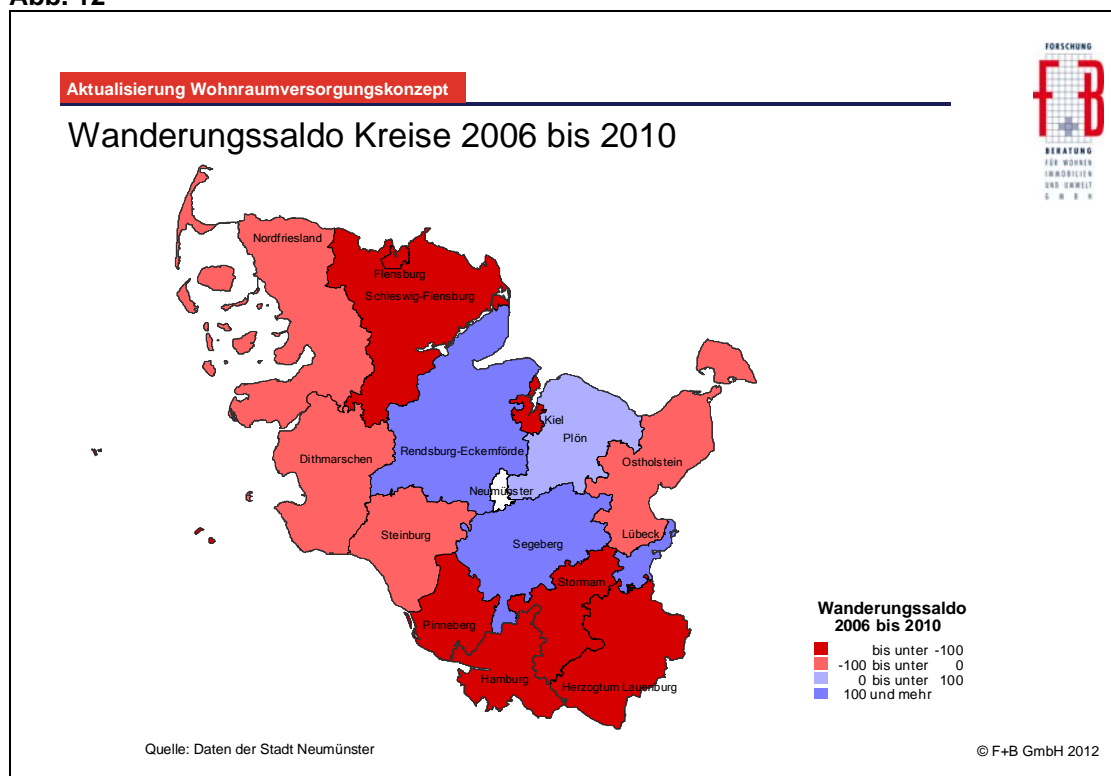 Abb. 12
FORSCHUNG
F+B
BERATUNG
FÜR WOHNEN
IMMOBILIEN
UND UMWELT
G M B H
Aktualisierung Wohnraumversorgungskonzept
Wanderungssaldo Kreise 2006 bis 2010
Nordfriesland
Flensburg
Schleswig-Flensburg
Kiel
Plön
Rendsburg-Eckernförde
Dithmarschen
Ostholstein
Neumünster
Steinburg
Segeberg
Lübeck
Stormarn
Pinneberg
Hamburg
Herzogtum Lauenburg
Wanderungssaldo
2006 bis 2010
bis unter -100
-100 bis unter 0
0 bis unter 100
100 und mehr
Quelle: Daten der Stadt Neumünster
© F+B GmbH 2012